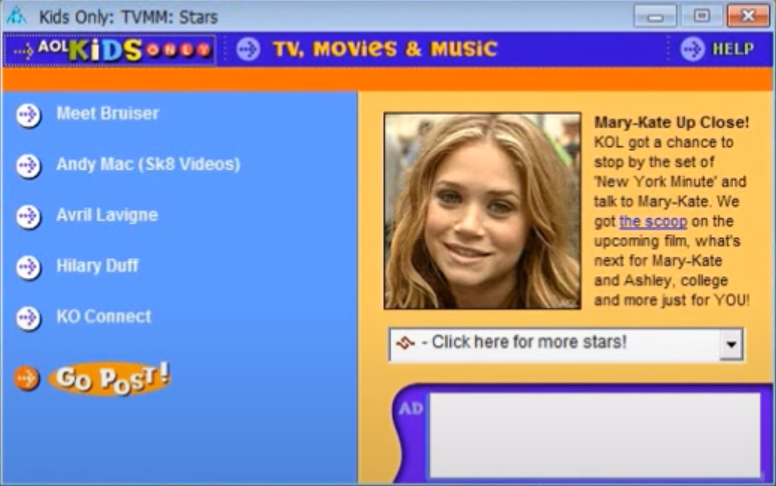 Kids Only: TVMM: Stars
AOL KiDS ONLY
TV, MOVIES & MUSIC
HELP
Meet Bruiser
Andy Mac (Sk8 Videos)
Avril Lavigne
Hilary Duff
KO Connect
GO POST!
Mary-Kate Up Close!
KOL got a chance to
stop by the set of
'New York Minute' and
talk to Mary-Kate. We
got the scoop on the
upcoming film, what's
next for Mary-Kate
and Ashley, college
and more just for YOU!
- Click here for more stars!
AD